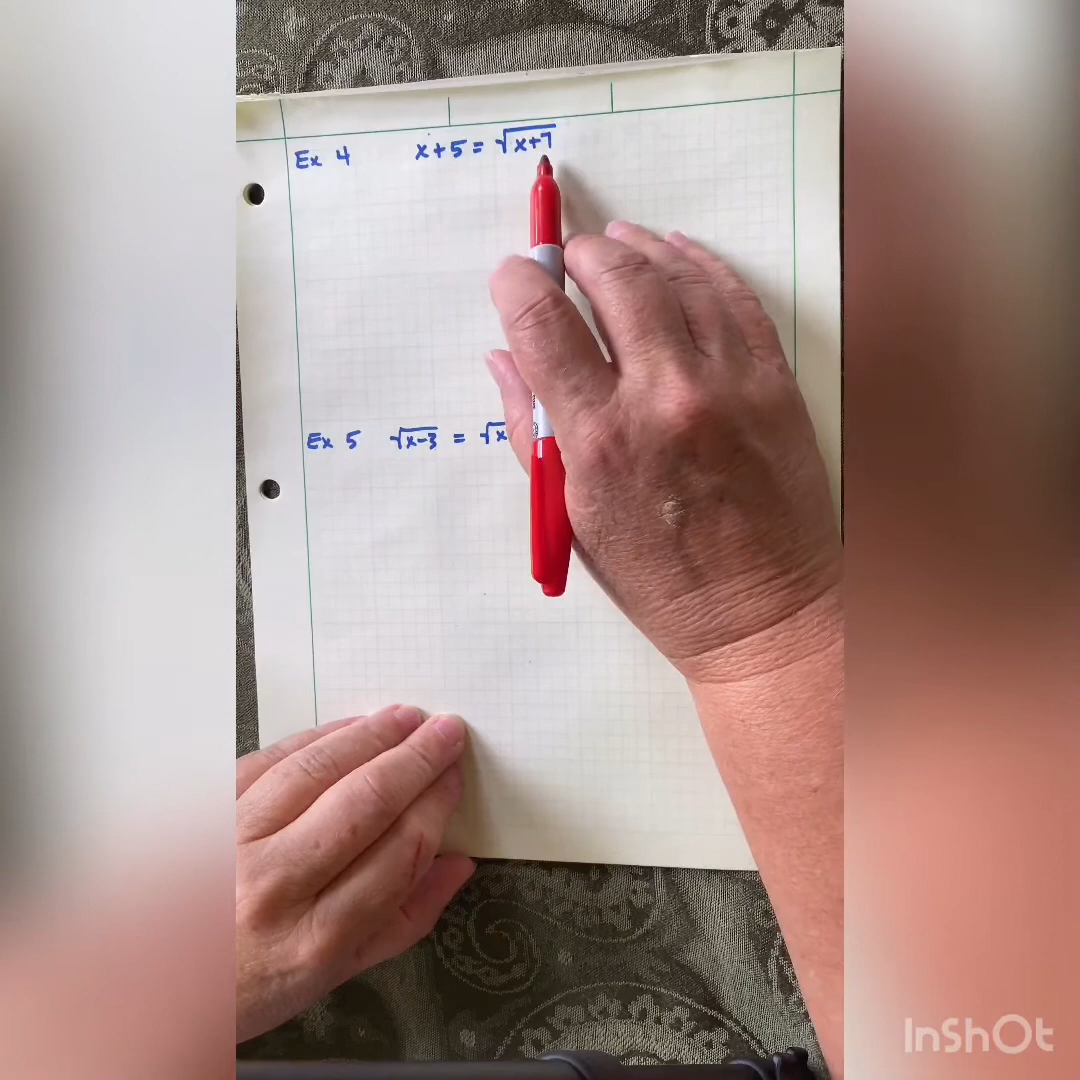 Ex 4 x+5 = √x+7
Ex 5 √x-3 = √x
InShOt